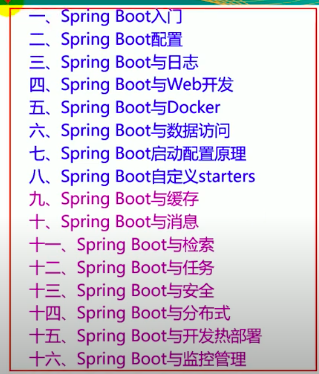 一、Spring Boot入门
二、Spring Boot配置
三、Spring Boot与日志
四、Spring Boot与Web开发
五、Spring Boot与Docker
六、Spring Boot与数据访问
七、Spring Boot启动配置原理
八、Spring Boot自定义starters
九、Spring Boot与缓存
十、Spring Boot与消息
十一、Spring Boot与检索
十二、Spring Boot与任务
十三、Spring Boot与安全
十四、Spring Boot与分布式
十五、Spring Boot与开发热部署
十六、Spring Boot与监控管理